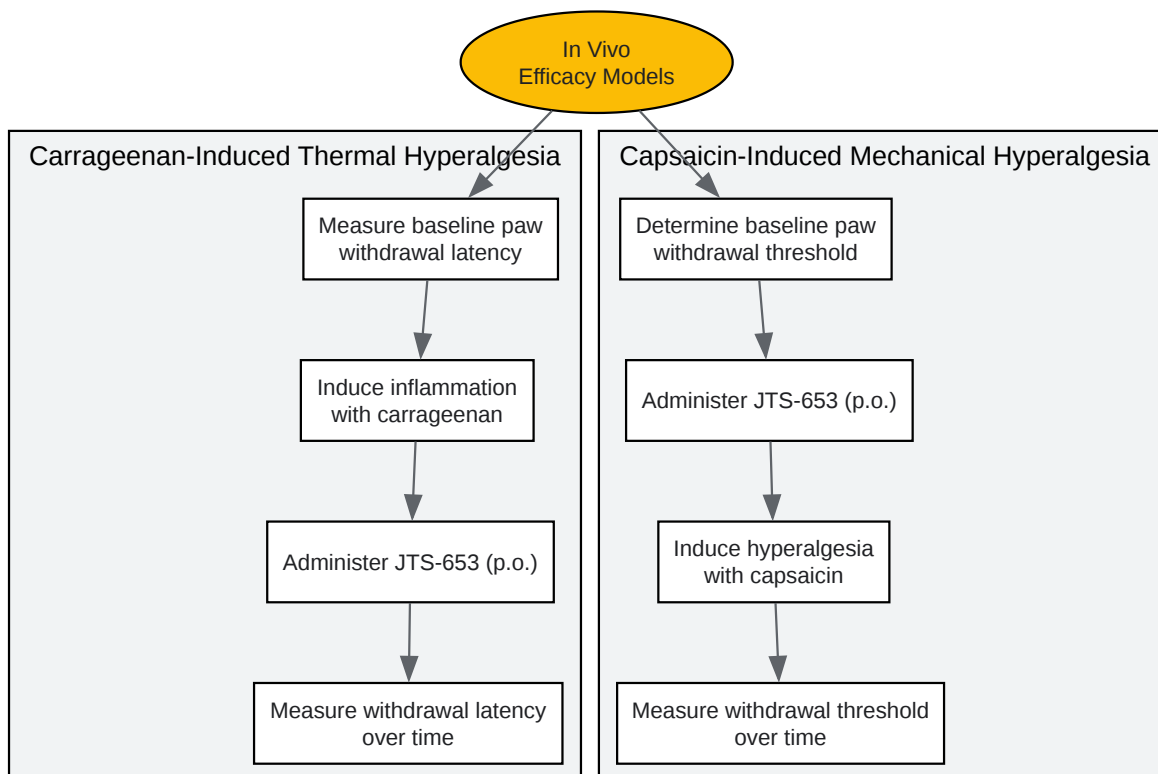 In Vivo
Efficacy Models
Carrageenan-Induced Thermal Hyperalgesia
Measure baseline paw
withdrawal latency
Induce inflammation
with carrageenan
Administer JTS-653 (p.o.)
Measure withdrawal latency
over time
Capsaicin-Induced Mechanical Hyperalgesia
Determine baseline paw
withdrawal threshold
Administer JTS-653 (p.o.)
Induce hyperalgesia
with capsaicin
Measure withdrawal threshold
over time